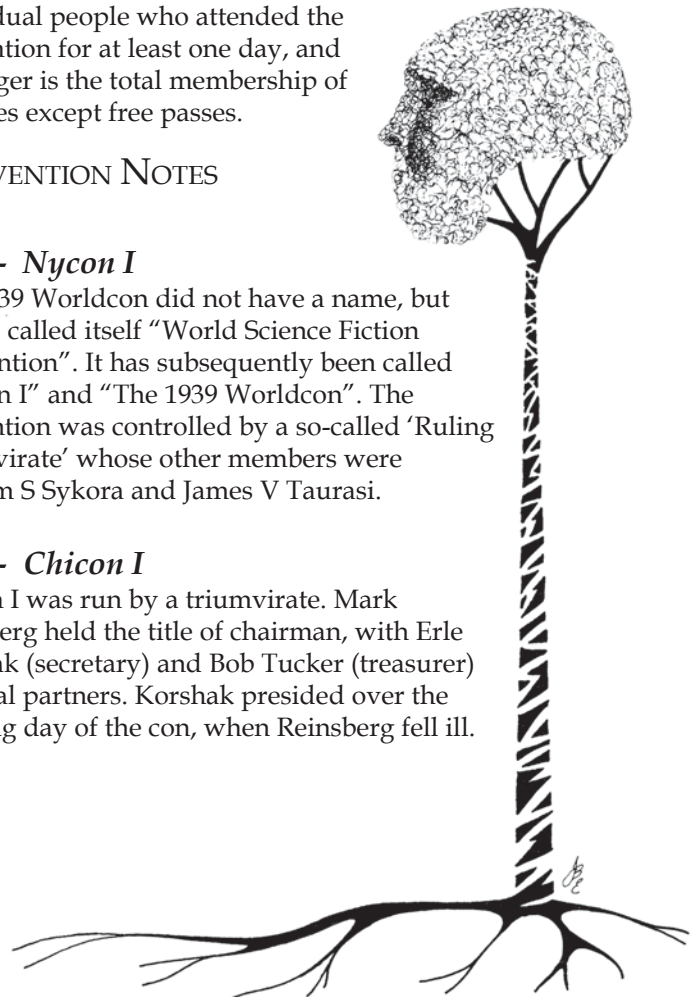 dual people who attended the
ntion for at least one day, and
ger is the total membership of
es except free passes.
VENTION NOTES
- Nycon I
39 Worldcon did not have a name, but
called itself “World Science Fiction
ntion”. It has subsequently been called
n I” and “The 1939 Worldcon”. The
ntion was controlled by a so-called ‘Ruling
virate’ whose other members were
m S Sykora and James V Taurasi.
- Chicon I
n I was run by a triumvirate. Mark
erg held the title of chairman, with Erle
ak (secretary) and Bob Tucker (treasurer)
al partners. Korshak presided over the
g day of the con, when Reinsberg fell ill.